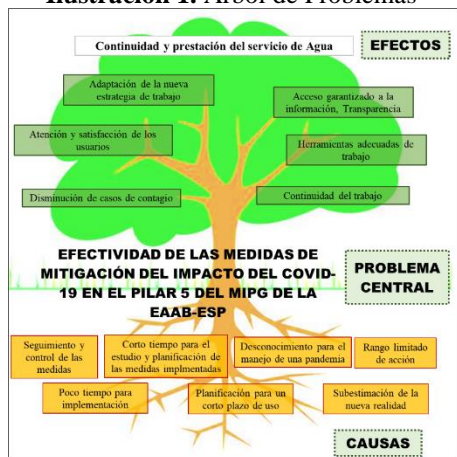 Ilustración 1. Árbol de Problemas
Continuidad y prestación del servicio de Agua
EFECTOS
Adaptación de la nueva
estrategia de trabajo
Acceso garantizado a la
información, Transparencia
Atención y satisfacción de los
usuarios
Herramientas adecuadas de
trabajo
Disminución de casos de contagio
Continuidad del trabajo
EFECTIVIDAD DE LAS MEDIDAS DE
MITIGACIÓN DEL IMPACTO DEL COVID-
19 EN EL PILAR 5 DEL MIPG DE LA
EAAB-ESP
PROBLEMA
CENTRAL
Seguimiento y
control de las
medidas
Corto tiempo para el
estudio y planificación de
las medidas implmentadas
Desconocimiento para el
manejo de una pandemia
Rango limitado
de acción
Poco tiempo para
implementación
Planificación para un
corto plazo de uso
Subestimación de la
nueva realidad
CAUSAS